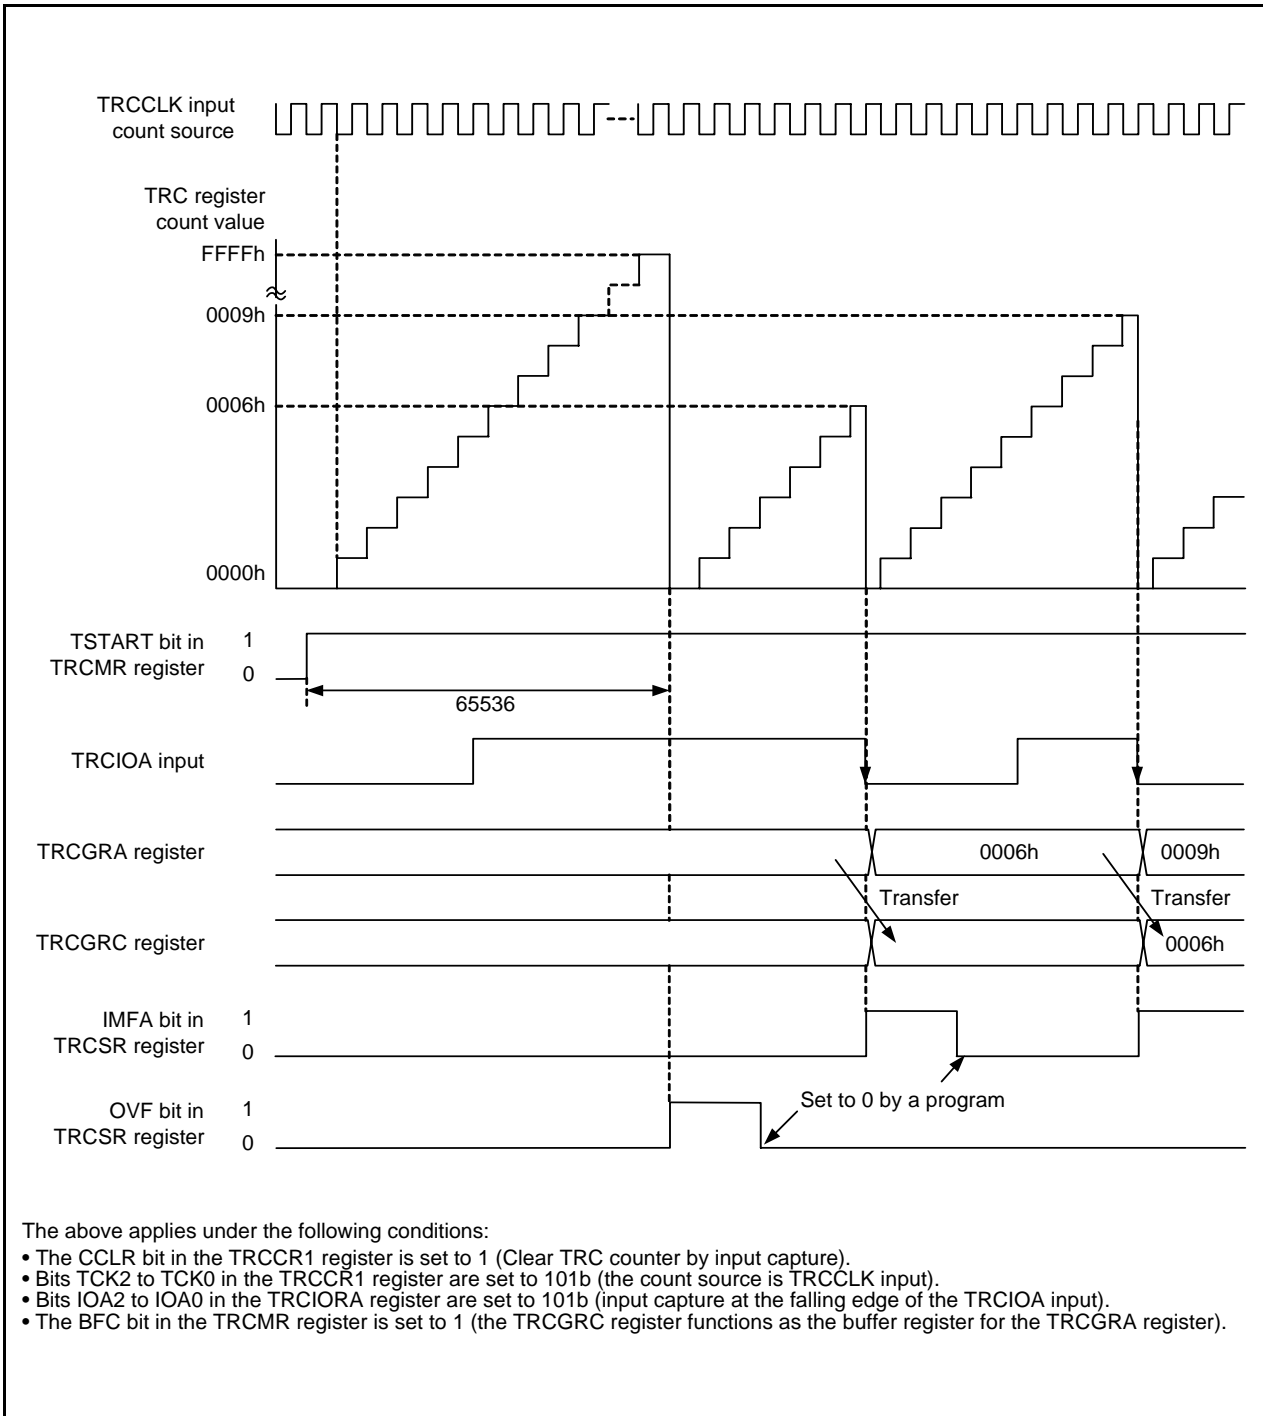 TRCCLK input
count source
TRC register
count value
FFFFh
0009h
0006h
0000h
TSTART bit in
TRCMR register
1
0
65536
TRCIOA input
TRCGRA register
0006h
0009h
Transfer
Transfer
TRCGRC register
0006h
IMFA bit in
TRCSR register
1
0
Set to 0 by a program
OVF bit in
TRCSR register
1
0
The above applies under the following conditions:
• The CCLR bit in the TRCCR1 register is set to 1 (Clear TRC counter by input capture).
• Bits TCK2 to TCK0 in the TRCCR1 register are set to 101b (the count source is TRCCLK input).
• Bits IOA2 to IOA0 in the TRCIORA register are set to 101b (input capture at the falling edge of the TRCIOA input).
• The BFC bit in the TRCMR register is set to 1 (the TRCGRC register functions as the buffer register for the TRCGRA register).